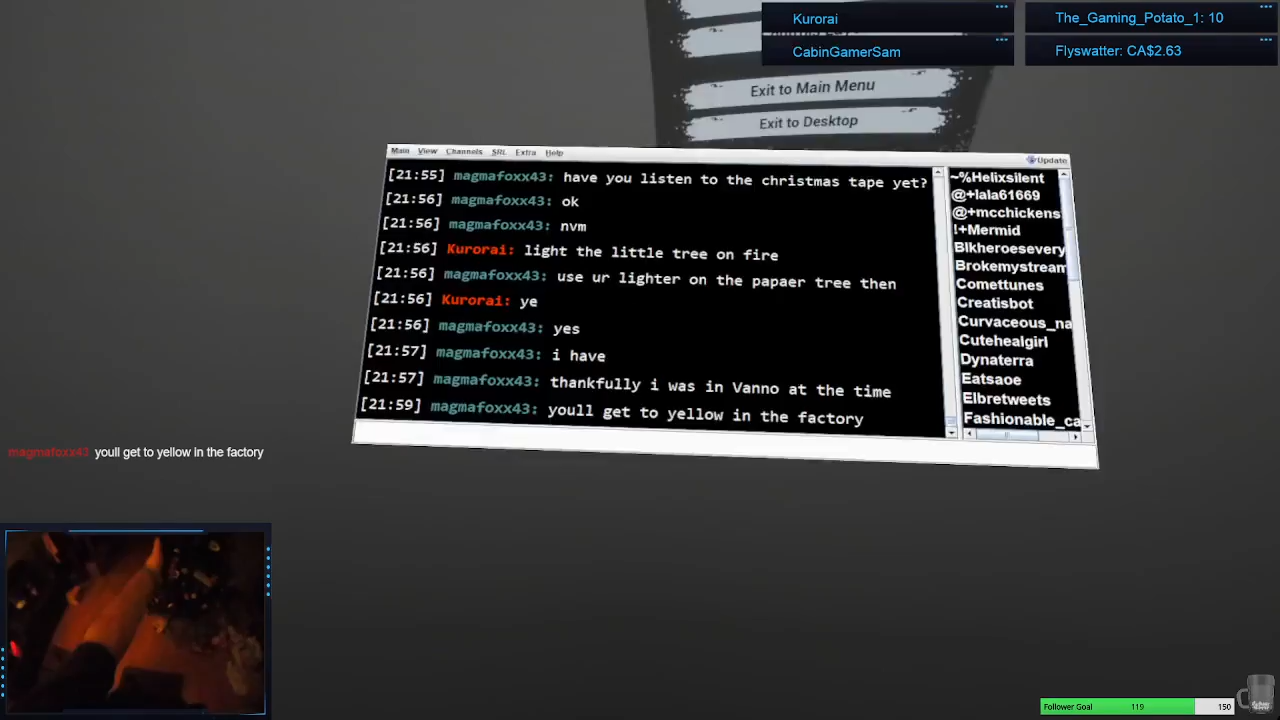 Kurorai
The_Gaming_Potato_1: 10
CabinGamerSam
Flyswatter: CA$2.63
Exit to Main Menu
Exit to Desktop
Main View Channels SRL Extra Help
Update
[21:55] magmafoxx43: have you listen to the christmas tape yet?
[21:56] magmafoxx43: ok
[21:56] magmafoxx43: nvm
[21:56] Kurorai: light the little tree on fire
[21:56] magmafoxx43: use ur lighter on the papaer tree then
[21:56] Kurorai: ye
[21:56] magmafoxx43: yes
[21:57] magmafoxx43: i have
[21:57] magmafoxx43: thankfully i was in Vanno at the time
[21:59] magmafoxx43: youll get to yellow in the factory
~%Helixsilent
@+lala61669
@+mcchickens
!+Mermid
Blkheroesevery
Brokemystream
Comettunes
Creatisbot
Curvaceous_na
Cutehealgirl
Dynaterra
Eatsaoe
Elbretweets
Fashionable_ca
magmafoxx43 youll get to yellow in the factory
Follower Goal 119 150